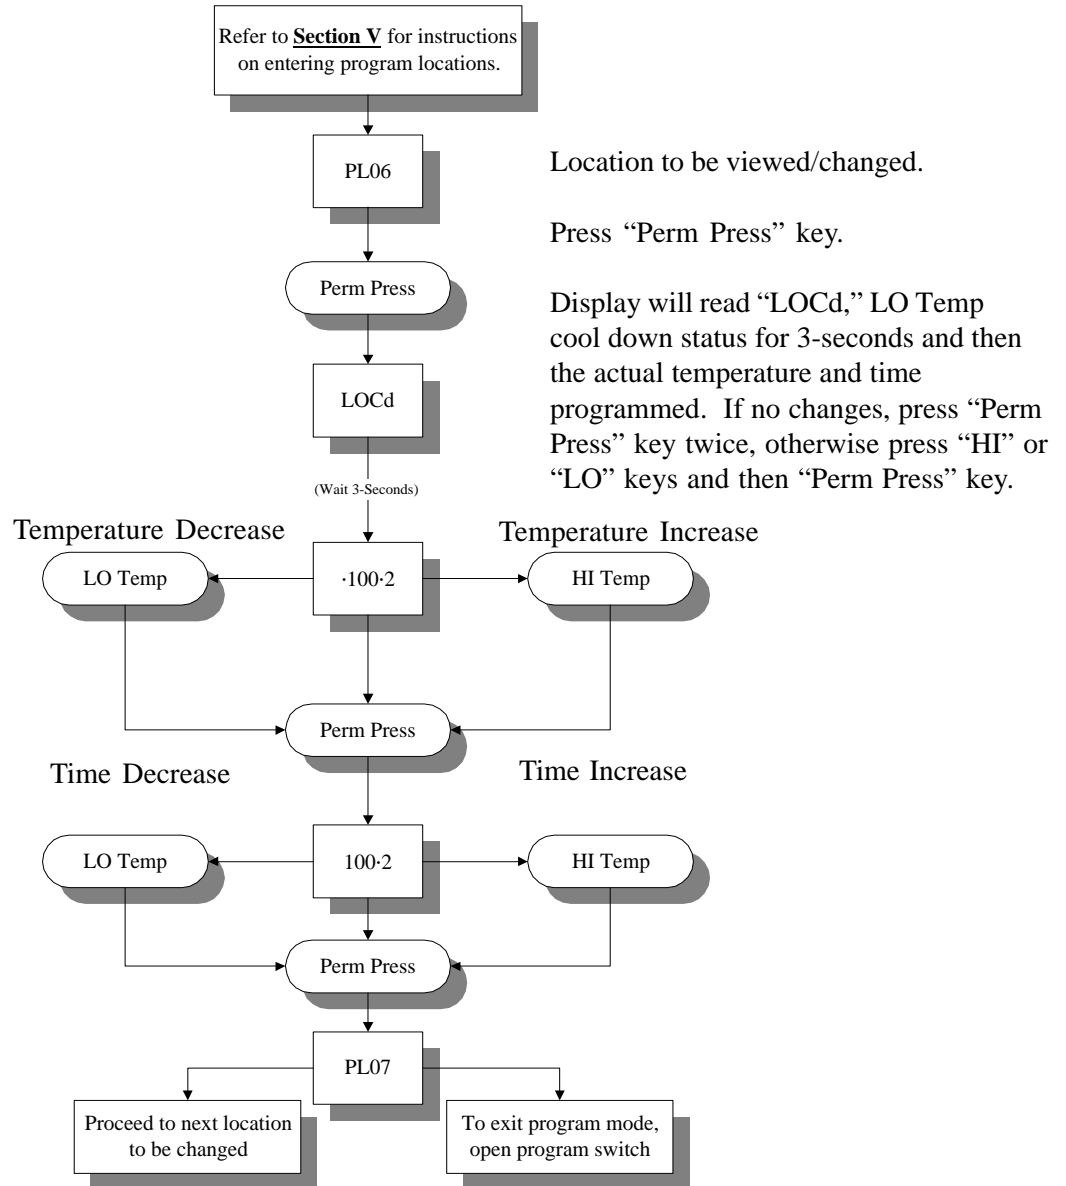 Refer to Section V for instructions
on entering program locations.
PL06
Location to be viewed/changed.
Perm Press
Press “Perm Press” key.
LOCd
Display will read “LOCd,” LO Temp
cool down status for 3-seconds and then
the actual temperature and time
programmed. If no changes, press “Perm
Press” key twice, otherwise press “HI” or
“LO” keys and then “Perm Press” key.
(Wait 3-Seconds)
Temperature Decrease
Temperature Increase
LO Temp
·100·2
HI Temp
Perm Press
Time Decrease
Time Increase
LO Temp
100·2
HI Temp
Perm Press
PL07
Proceed to next location
to be changed
To exit program mode,
open program switch